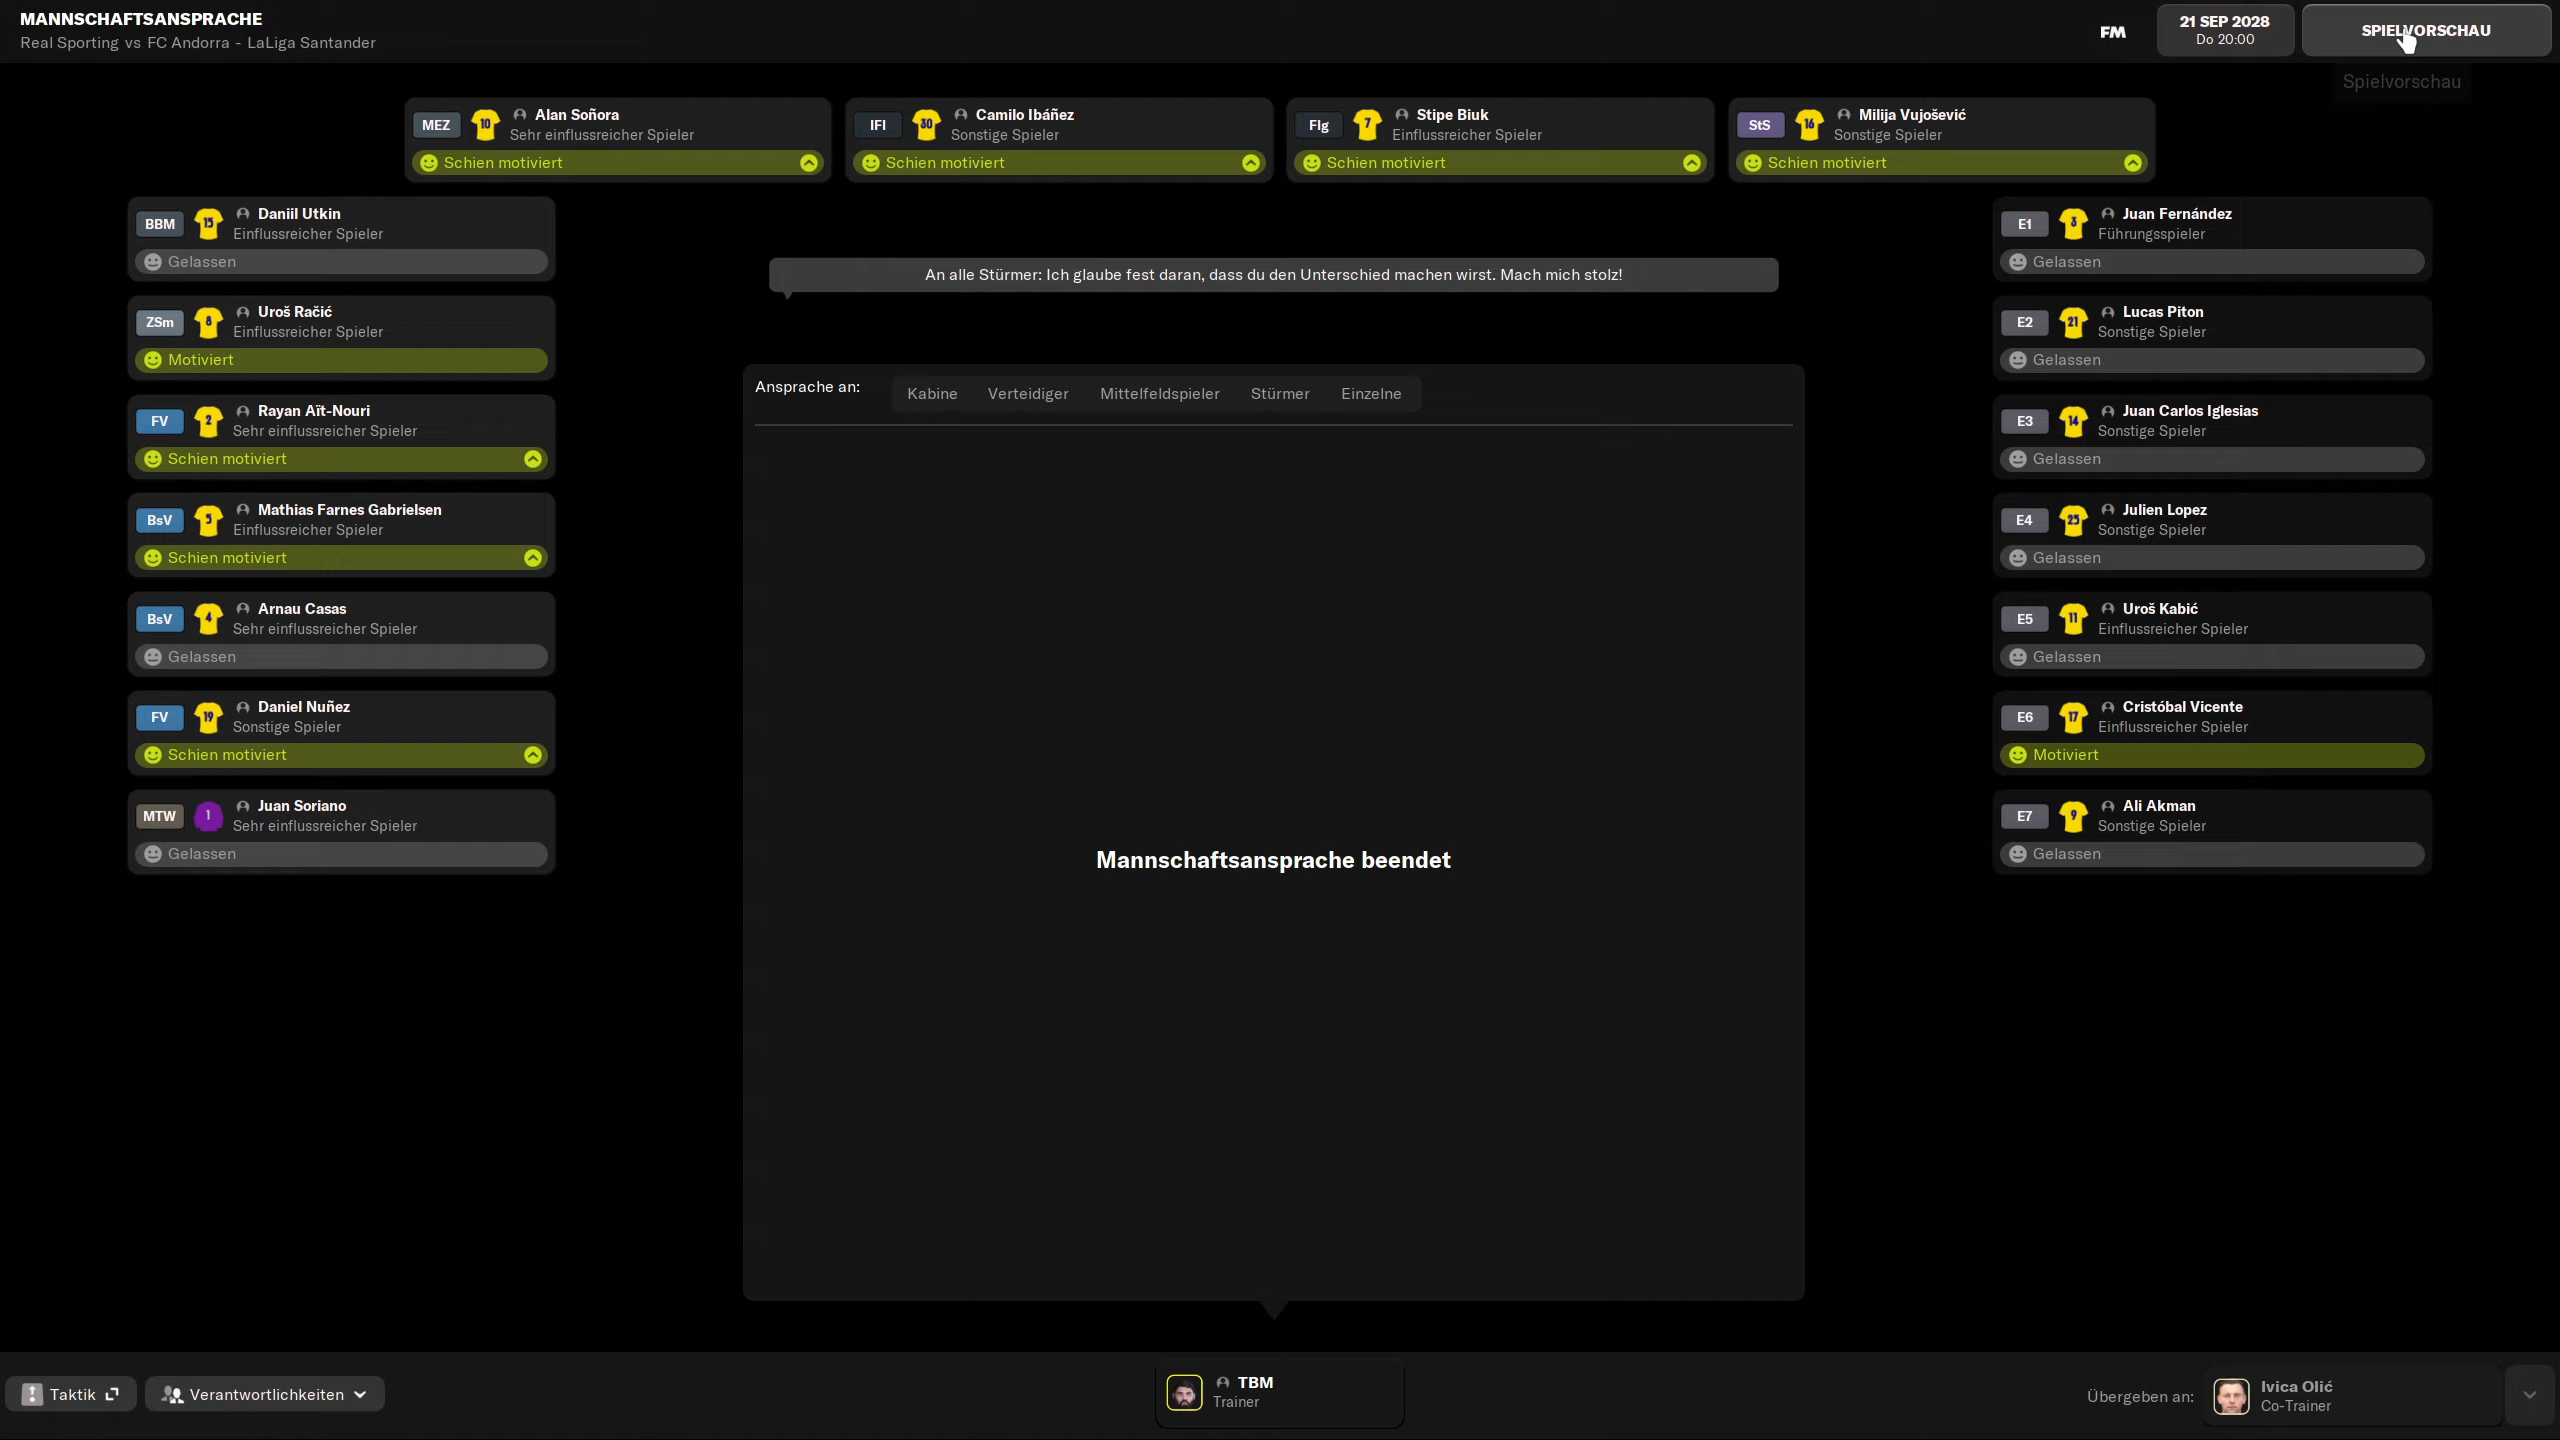 MANNSCHAFTSANSPRACHE
Real Sporting vs FC Andorra - LaLiga Santander
FM
21 SEP 2028
Do 20:00
SPIELVORSCHAU
Spielvorschau
MEZ 10 Alan Soñora
Sehr einflussreicher Spieler
Schien motiviert
IFl 30 Camilo Ibáñez
Sonstige Spieler
Schien motiviert
Flg 7 Stipe Biuk
Einflussreicher Spieler
Schien motiviert
StS 16 Milija Vujošević
Sonstige Spieler
Schien motiviert
BBM 15 Daniil Utkin
Einflussreicher Spieler
Gelassen
ZSm 8 Uroš Račić
Einflussreicher Spieler
Motiviert
FV 2 Rayan Aït-Nouri
Sehr einflussreicher Spieler
Schien motiviert
BsV 5 Mathias Farnes Gabrielsen
Einflussreicher Spieler
Schien motiviert
BsV 4 Arnau Casas
Sehr einflussreicher Spieler
Gelassen
FV 19 Daniel Nuñez
Sonstige Spieler
Schien motiviert
MTW 1 Juan Soriano
Sehr einflussreicher Spieler
Gelassen
An alle Stürmer: Ich glaube fest daran, dass du den Unterschied machen wirst. Mach mich stolz!
Ansprache an: Kabine Verteidiger Mittelfeldspieler Stürmer Einzelne
Mannschaftsansprache beendet
E1 3 Juan Fernández
Führungsspieler
Gelassen
E2 21 Lucas Piton
Sonstige Spieler
Gelassen
E3 14 Juan Carlos Iglesias
Sonstige Spieler
Gelassen
E4 25 Julien Lopez
Sonstige Spieler
Gelassen
E5 11 Uroš Kabić
Einflussreicher Spieler
Gelassen
E6 17 Cristóbal Vicente
Einflussreicher Spieler
Motiviert
E7 9 Ali Akman
Sonstige Spieler
Gelassen
Taktik
Verantwortlichkeiten
TBM
Trainer
Übergeben an:
Ivica Olić
Co-Trainer